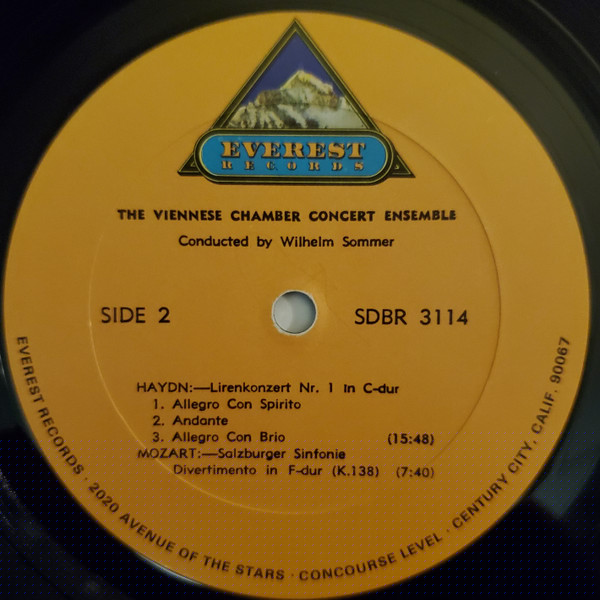 EVEREST
RECORDS
THE VIENNESE CHAMBER CONCERT ENSEMBLE
Conducted by Wilhelm Sommer
SIDE 2
SDBR 3114
HAYDN:—Lirenkonzert Nr. 1 in C-dur
1. Allegro Con Spirito
2. Andante
3. Allegro Con Brio (15:48)
MOZART:—Salzburger Sinfonie
Divertimento in F-dur (K.138) (7:40)
EVEREST RECORDS · 2020 AVENUE OF THE STARS · CONCOURSE LEVEL · CENTURY CITY, CALIF. 90067